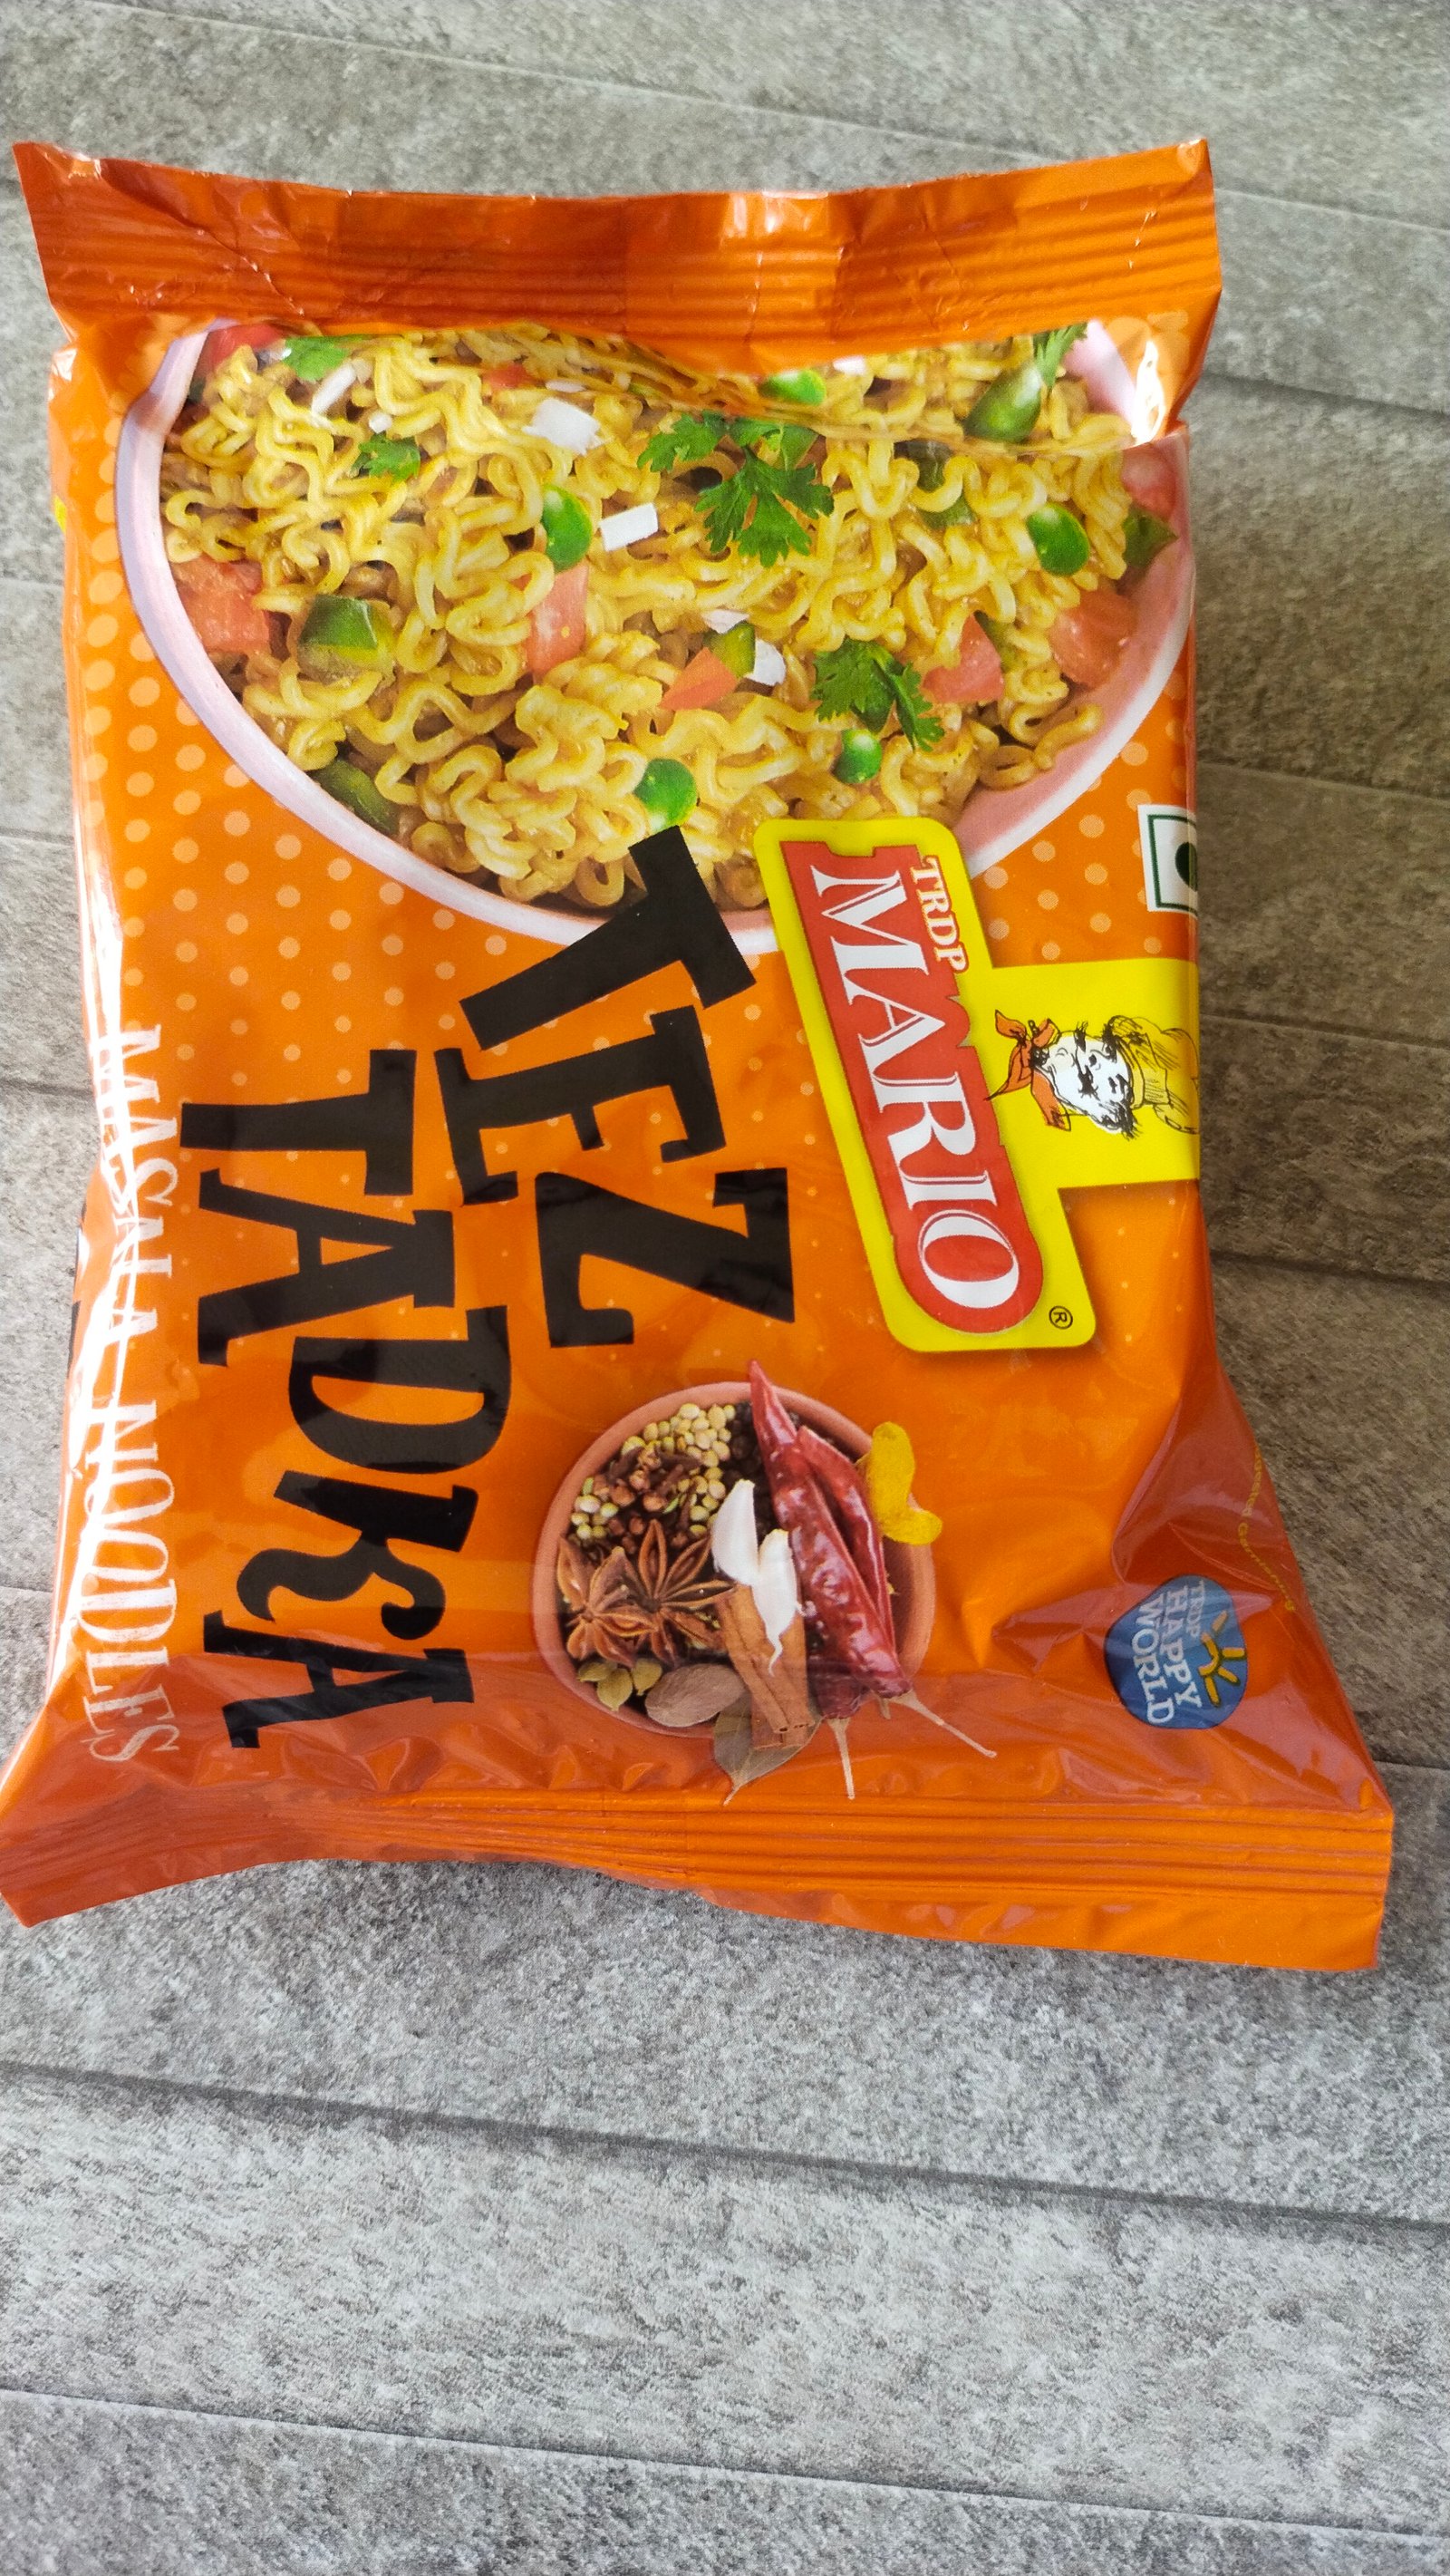 TRDP
MARIO
®
TEZ
TADKA
MASALA NOODLES
TRDP
HAPPY
WORLD